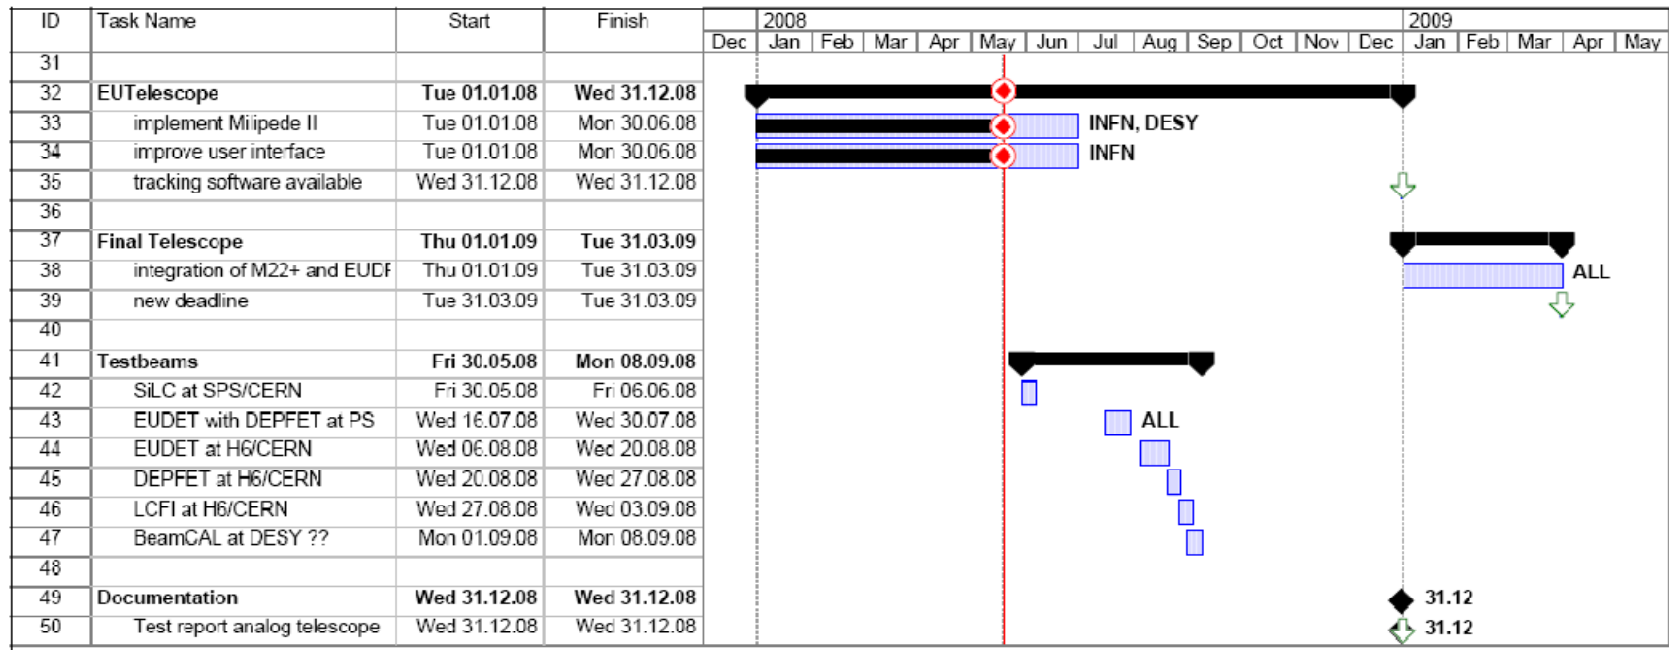 ID Task Name Start Finish 2008 2009
Dec Jan Feb Mar Apr May Jun Jul Aug Sep Oct Nov Dec Jan Feb Mar Apr May
31
32 EUTelescope Tue 01.01.08 Wed 31.12.08
33 implement Milipede II Tue 01.01.08 Mon 30.06.08 INFN, DESY
34 improve user interface Tue 01.01.08 Mon 30.06.08 INFN
35 tracking software available Wed 31.12.08 Wed 31.12.08
36
37 Final Telescope Thu 01.01.09 Tue 31.03.09
38 integration of M22+ and EUDF Thu 01.01.09 Tue 31.03.09 ALL
39 new deadline Tue 31.03.09 Tue 31.03.09
40
41 Testbeams Fri 30.05.08 Mon 08.09.08
42 SiLC at SPS/CERN Fri 30.05.08 Fri 06.06.08
43 EUDET with DEPFET at PS Wed 16.07.08 Wed 30.07.08 ALL
44 EUDET at H6/CERN Wed 06.08.08 Wed 20.08.08
45 DEPFET at H6/CERN Wed 20.08.08 Wed 27.08.08
46 LCFI at H6/CERN Wed 27.08.08 Wed 03.09.08
47 BeamCAL at DESY ?? Mon 01.09.08 Mon 08.09.08
48
49 Documentation Wed 31.12.08 Wed 31.12.08 31.12
50 Test report analog telescope Wed 31.12.08 Wed 31.12.08 31.12